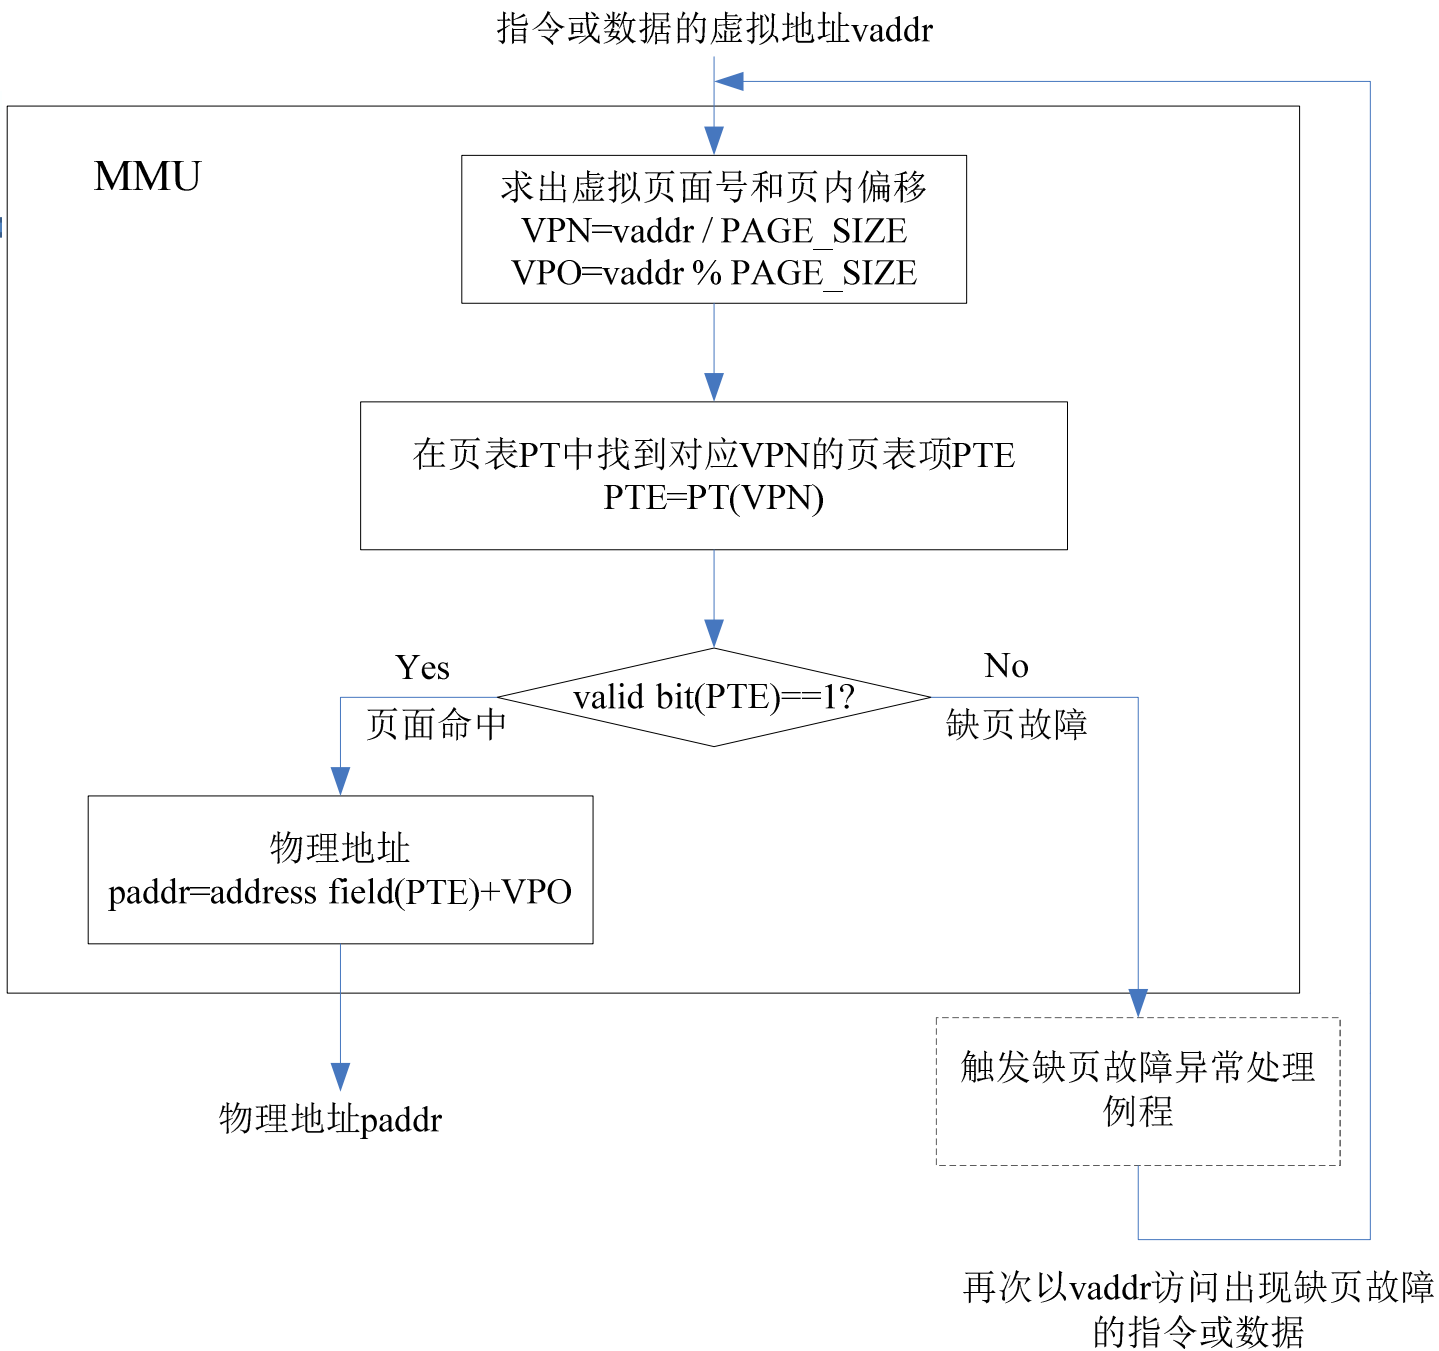 指令或数据的虚拟地址vaddr
MMU
求出虚拟页面号和页内偏移
VPN=vaddr / PAGE_SIZE
VPO=vaddr % PAGE_SIZE
在页表PT中找到对应VPN的页表项PTE
PTE=PT(VPN)
valid bit(PTE)==1?
Yes
页面命中
No
缺页故障
物理地址
paddr=address field(PTE)+VPO
物理地址paddr
触发缺页故障异常处理
例程
再次以vaddr访问出现缺页故障
的指令或数据